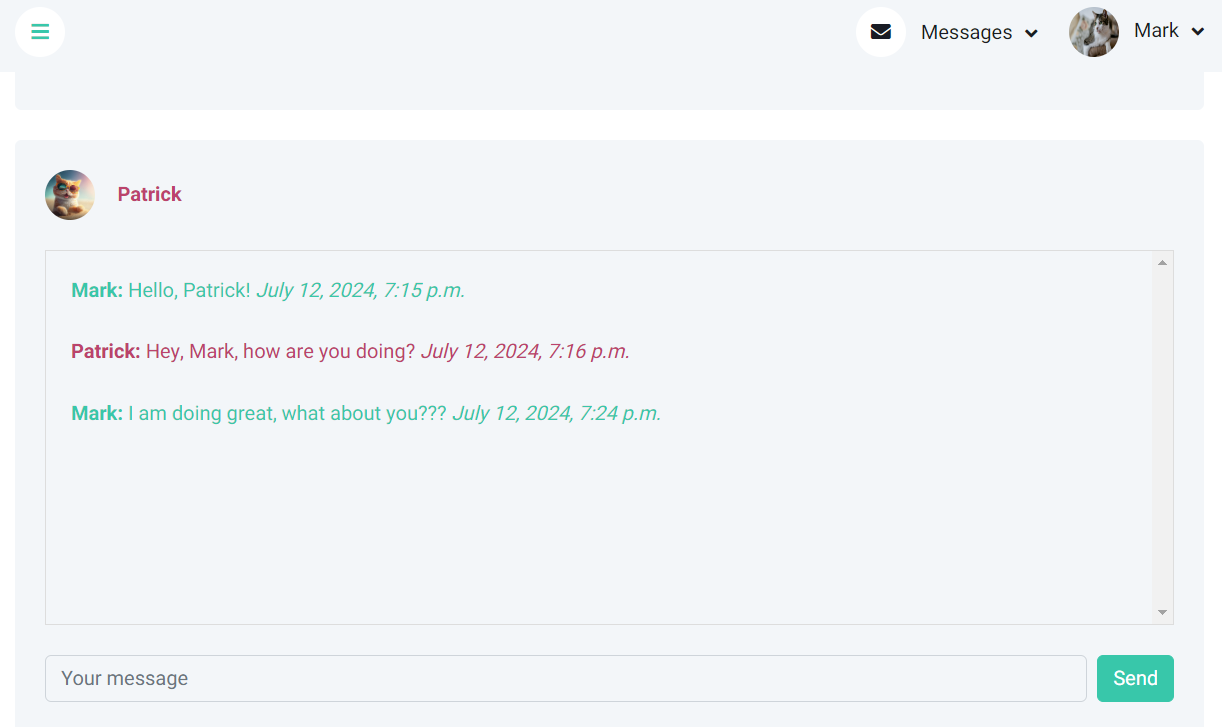 Messages
Mark
Patrick
Mark: Hello, Patrick! July 12, 2024, 7:15 p.m.
Patrick: Hey, Mark, how are you doing? July 12, 2024, 7:16 p.m.
Mark: I am doing great, what about you??? July 12, 2024, 7:24 p.m.
Your message
Send